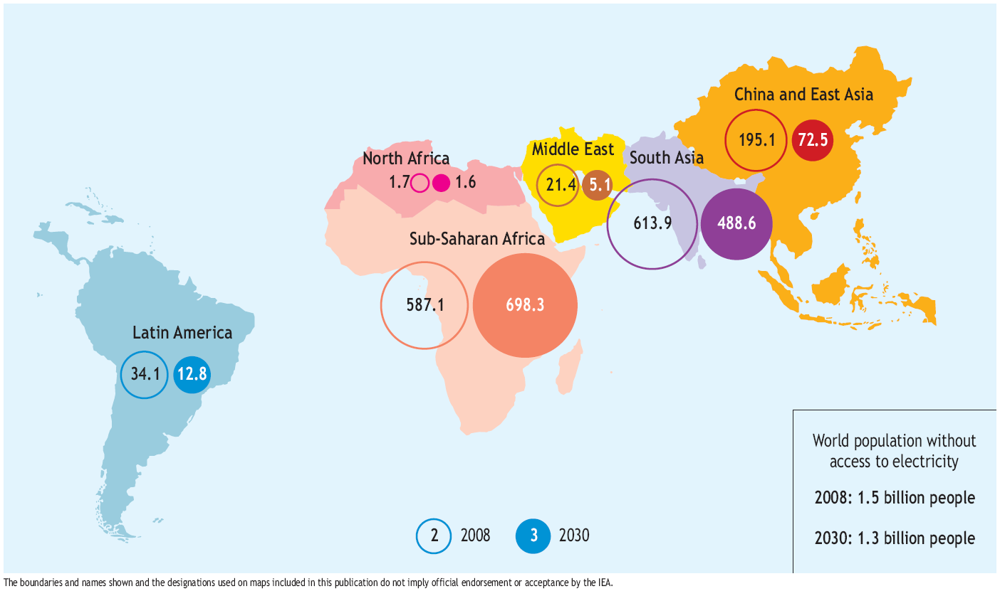 China and East Asia
195.1
72.5
Middle East
21.4
5.1
South Asia
613.9
488.6
North Africa
1.7
1.6
Sub-Saharan Africa
587.1
698.3
Latin America
34.1
12.8
World population without
access to electricity
2008: 1.5 billion people
2030: 1.3 billion people
2 2008
3 2030
The boundaries and names shown and the designations used on maps included in this publication do not imply official endorsement or acceptance by the IEA.